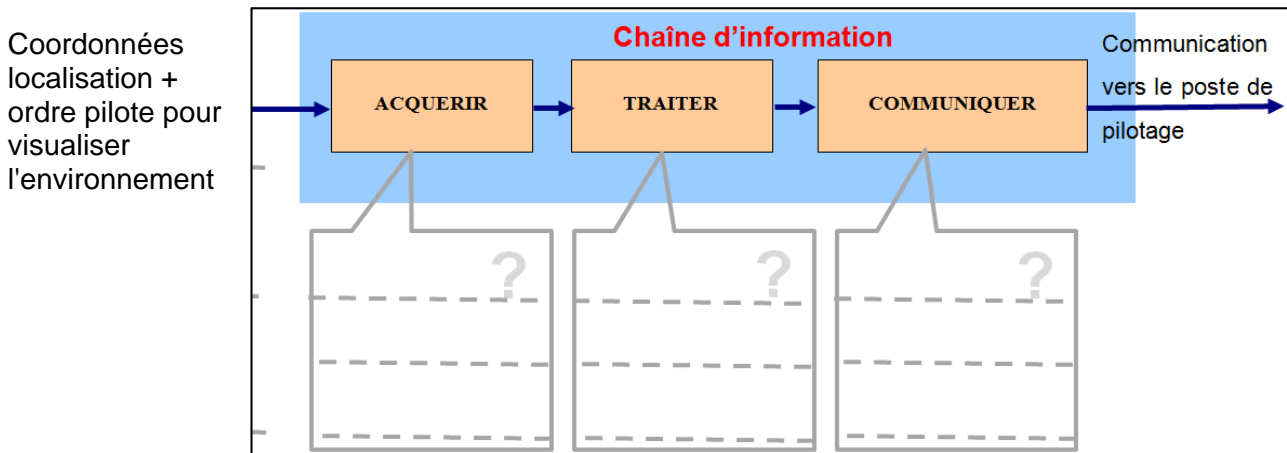 Coordonnées
localisation +
ordre pilote pour
visualiser
l'environnement
Chaîne d'information
ACQUERIR
TRAITER
COMMUNIQUER
Communication
vers le poste de
pilotage
?
?
?